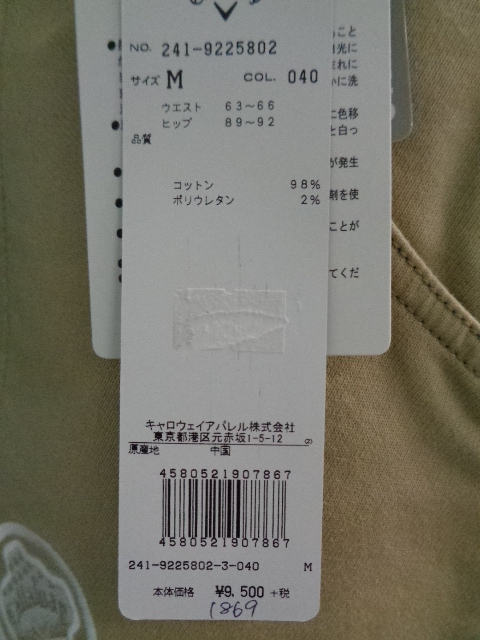 NO. 241-9225802
サイズ M COL. 040
ウエスト 63~66
ヒップ 89~92
品質
コットン 98%
ポリウレタン 2%
キャロウェイアパレル株式会社
東京都港区元赤坂1-5-12
原産地 中国
4580521907867
4580521907867
241-9225802-3-040 M
本体価格 ¥9,500 +税
1869
こと
光に
れに
に洗
に色移
と白っ
が発生
剤を使
ことが
てくだ